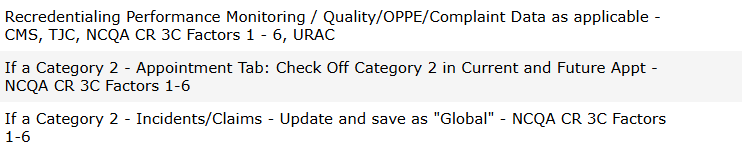 Recredentialing Performance Monitoring / Quality/OPPE/Complaint Data as applicable -
CMS, TJC, NCQA CR 3C Factors 1 - 6, URAC
If a Category 2 - Appointment Tab: Check Off Category 2 in Current and Future Appt -
NCQA CR 3C Factors 1-6
If a Category 2 - Incidents/Claims - Update and save as "Global" - NCQA CR 3C Factors
1-6